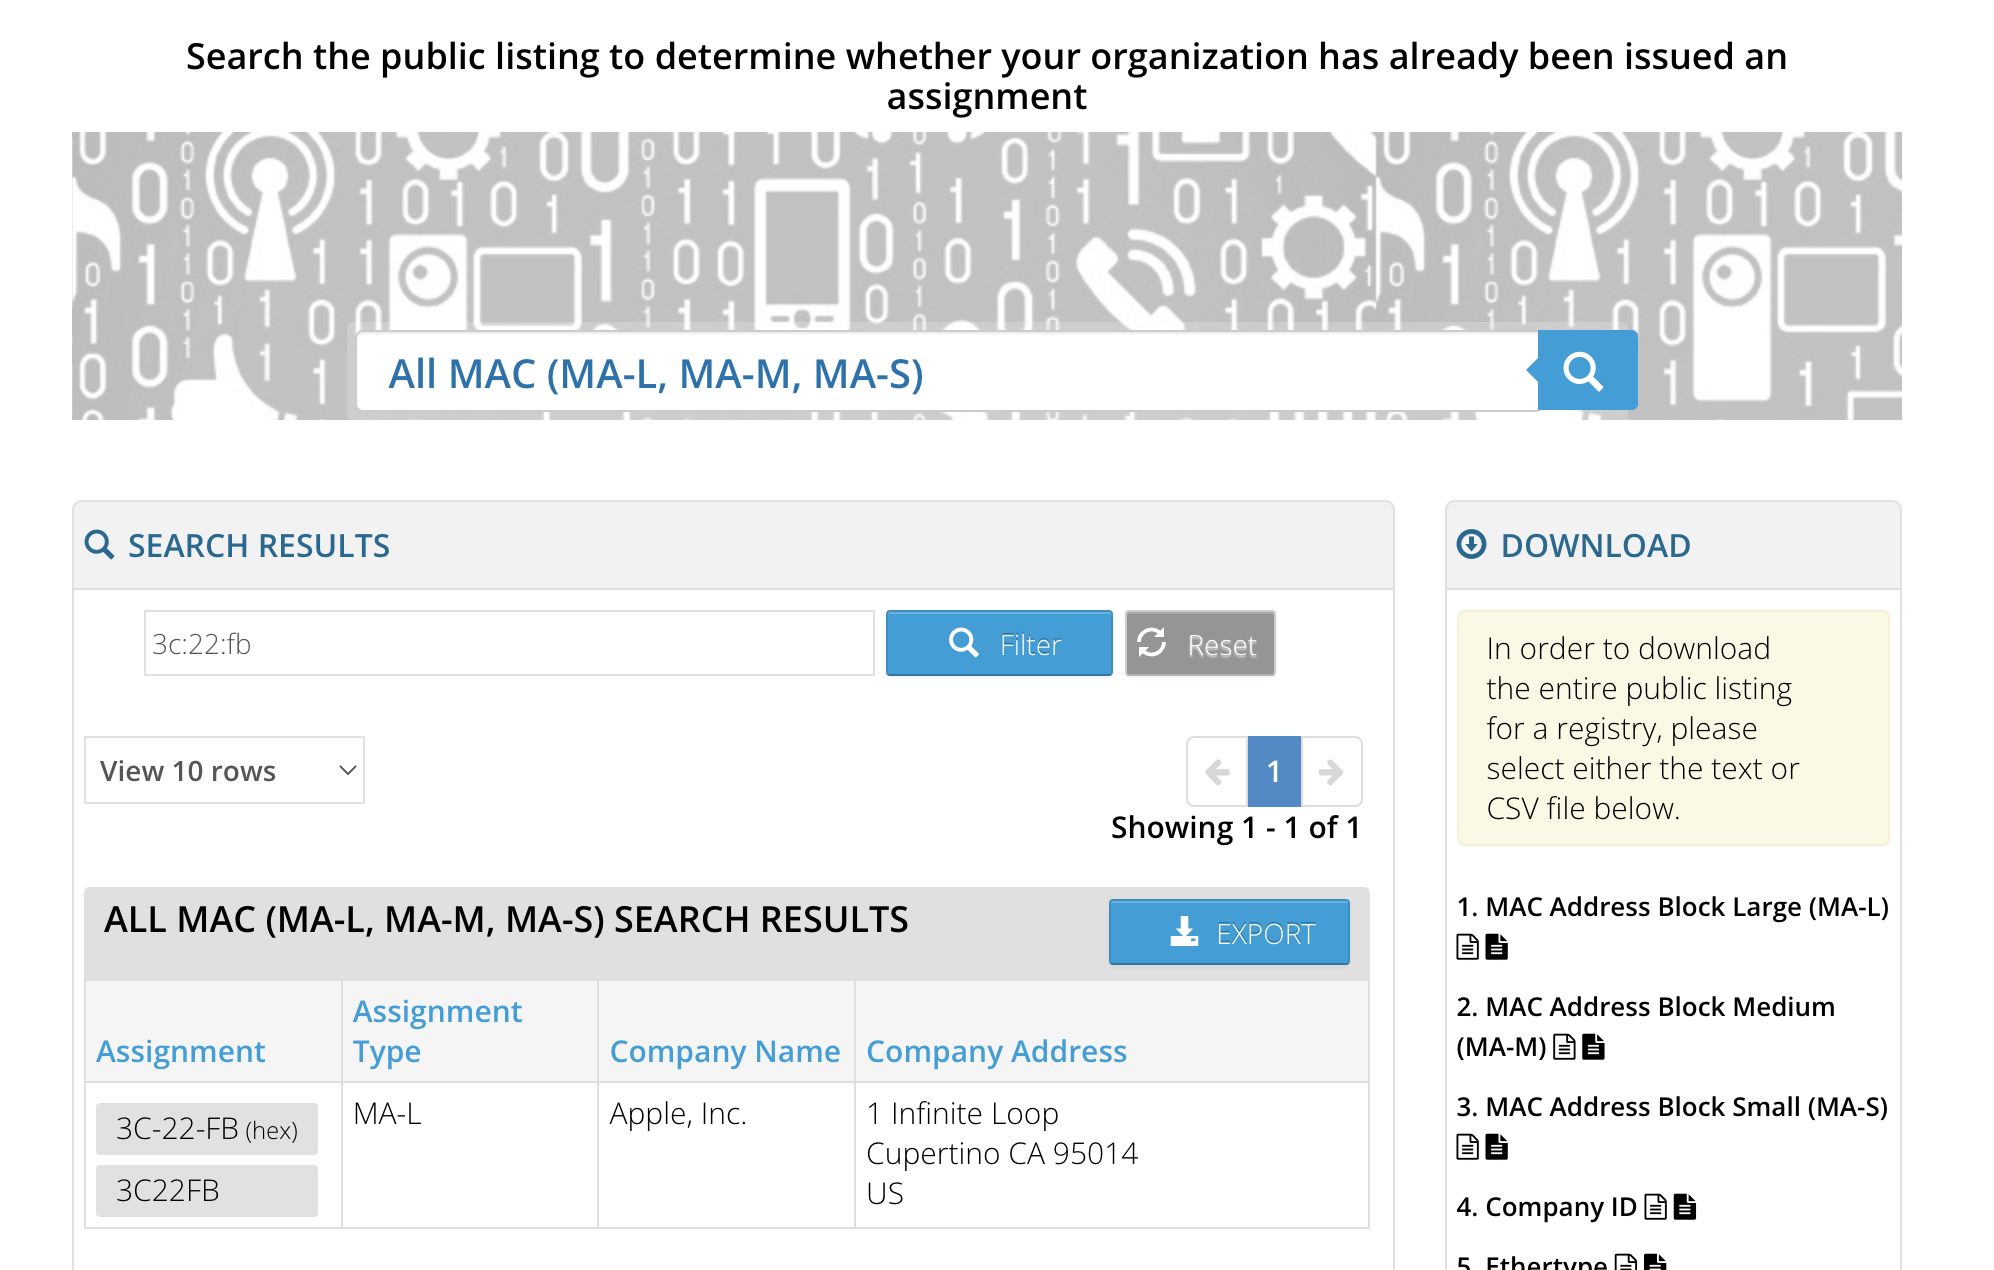 Search the public listing to determine whether your organization has already been issued an
assignment
All MAC (MA-L, MA-M, MA-S)
SEARCH RESULTS
3c:22:fb
Filter
Reset
View 10 rows
1
Showing 1 - 1 of 1
ALL MAC (MA-L, MA-M, MA-S) SEARCH RESULTS
EXPORT
Assignment
Assignment
Type
Company Name
Company Address
3C-22-FB (hex)
3C22FB
MA-L
Apple, Inc.
1 Infinite Loop
Cupertino CA 95014
US
DOWNLOAD
In order to download
the entire public listing
for a registry, please
select either the text or
CSV file below.
1. MAC Address Block Large (MA-L)
2. MAC Address Block Medium
(MA-M)
3. MAC Address Block Small (MA-S)
4. Company ID
5. Ethertype